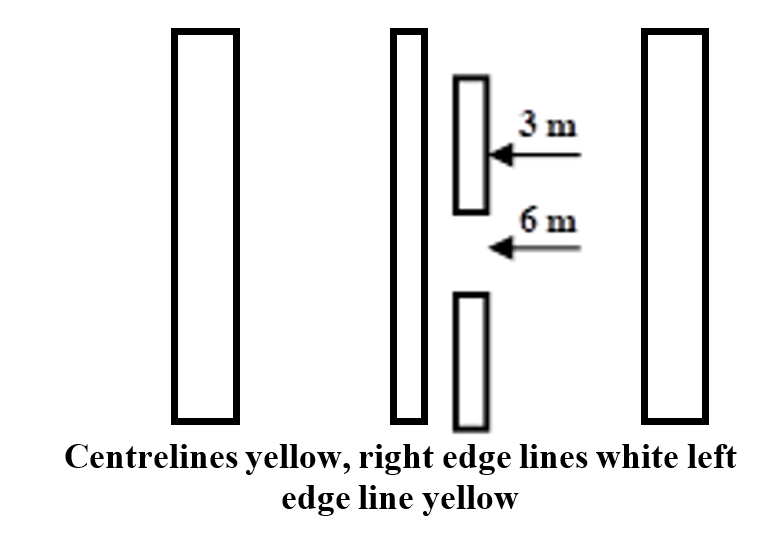 3 m
6 m
Centrelines yellow, right edge lines white left
edge line yellow